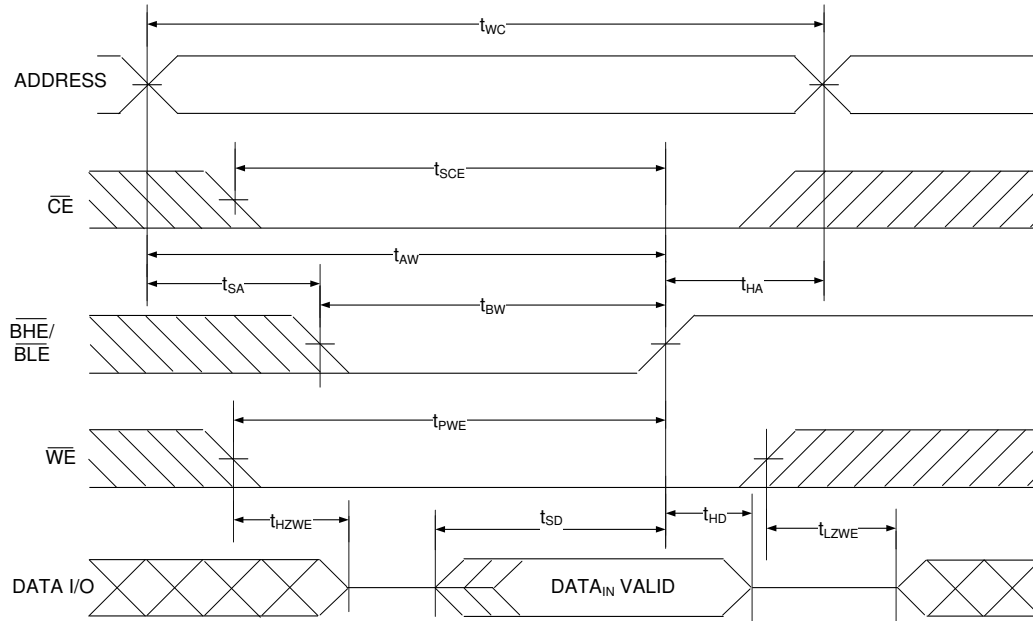 tWC
ADDRESS
tSCE
CE
tAW
tSA
tHA
tBW
BHE/
BLE
tPWE
WE
tHZWE
tSD
tHD
tLZWE
DATA I/O
DATAIN VALID